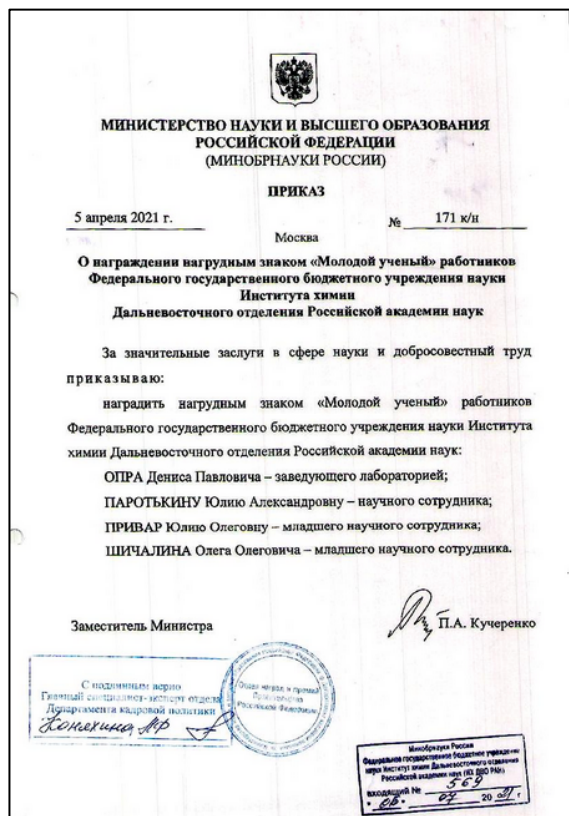 МИНИСТЕРСТВО НАУКИ И ВЫСШЕГО ОБРАЗОВАНИЯ
РОССИЙСКОЙ ФЕДЕРАЦИИ
(МИНОБРНАУКИ РОССИИ)
ПРИКАЗ
5 апреля 2021 г. № 171 к/н
Москва
О награждении нагрудным знаком «Молодой ученый» работников
Федерального государственного бюджетного учреждения науки
Института химии
Дальневосточного отделения Российской академии наук
За значительные заслуги в сфере науки и добросовестный труд
приказываю:
наградить нагрудным знаком «Молодой ученый» работников
Федерального государственного бюджетного учреждения науки Института
химии Дальневосточного отделения Российской академии наук:
ОПРА Дениса Павловича – заведующего лабораторией;
ПАРОТЬКИНУ Юлию Александровну – научного сотрудника;
ПРИВАР Юлию Олеговну – младшего научного сотрудника;
ШИЧАЛИНА Олега Олеговича – младшего научного сотрудника.
Заместитель Министра П.А. Кучеренко
С подлинным верно
Главный специалист-эксперт отдела
Департамента кадровой политики
Минобрнауки России
Федеральное государственное бюджетное учреждение
науки Институт химии Дальневосточного отделения
Российской академии наук (ИХ ДВО РАН)
входящий № 569
07 20 21 г